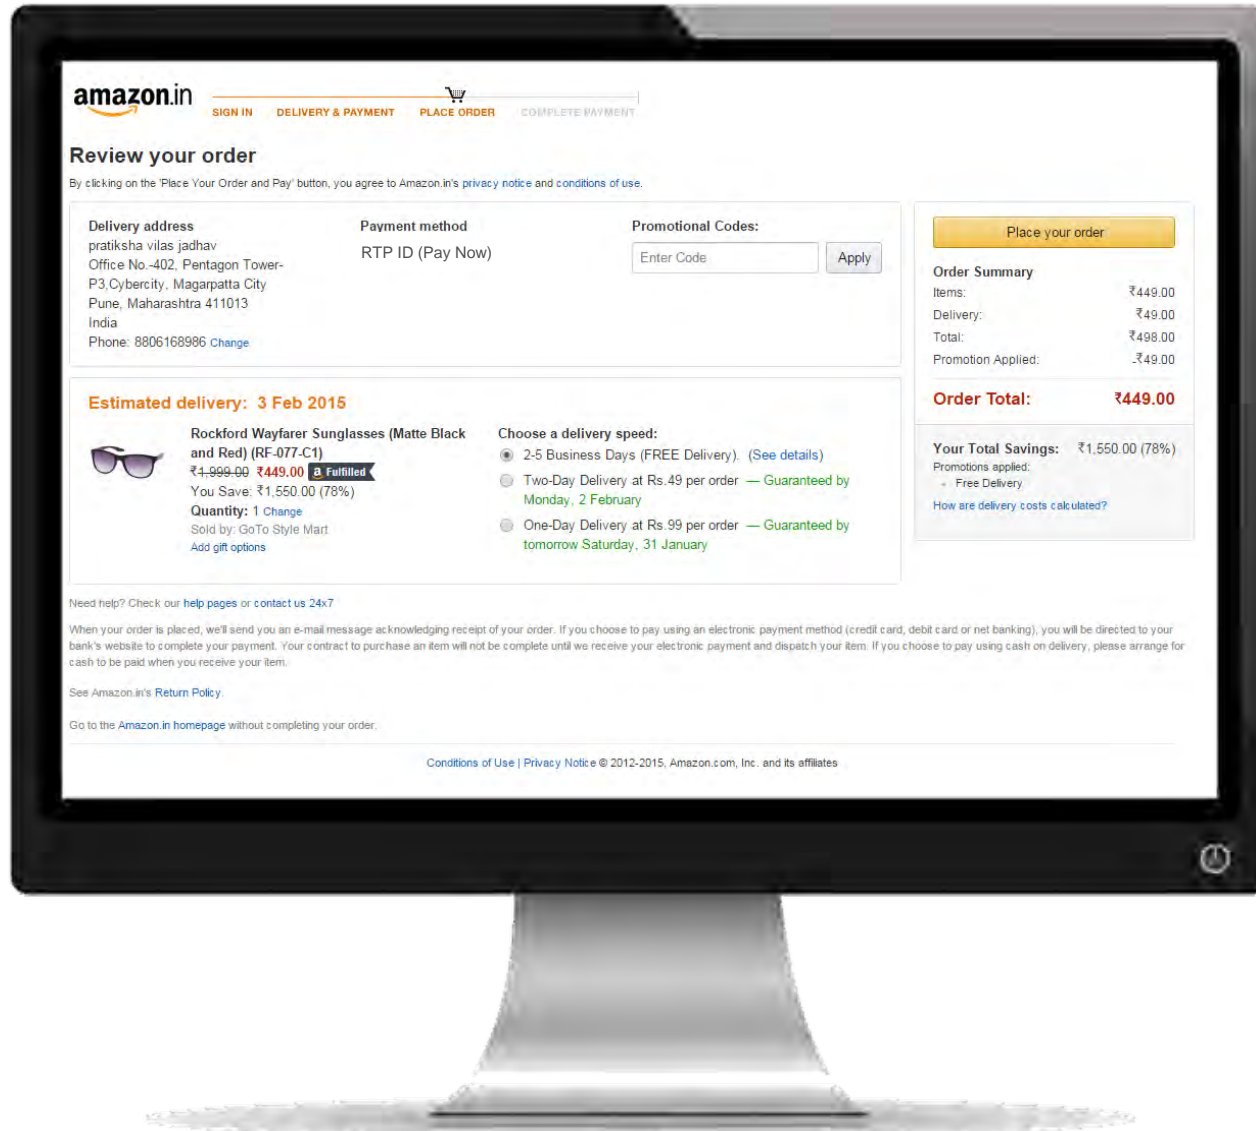 amazon.in
SIGN IN DELIVERY & PAYMENT PLACE ORDER COMPLETE PAYMENT
Review your order
By clicking on the 'Place Your Order and Pay' button, you agree to Amazon.in's privacy notice and conditions of use.
Delivery address
pratiksha vilas jadhav
Office No.-402, Pentagon Tower-
P3,Cybercity, Magarpatta City
Pune, Maharashtra 411013
India
Phone: 8806168986 Change
Payment method
RTP ID (Pay Now)
Promotional Codes:
Enter Code Apply
Place your order
Order Summary
Items: ₹449.00
Delivery: ₹49.00
Total: ₹498.00
Promotion Applied: -₹49.00
Order Total: ₹449.00
Your Total Savings: ₹1,550.00 (78%)
Promotions applied:
Free Delivery
How are delivery costs calculated?
Estimated delivery: 3 Feb 2015
Rockford Wayfarer Sunglasses (Matte Black
and Red) (RF-077-C1)
₹1,999.00 ₹449.00 a Fulfilled
You Save: ₹1,550.00 (78%)
Quantity: 1 Change
Sold by: GoTo Style Mart
Add gift options
Choose a delivery speed:
2-5 Business Days (FREE Delivery). (See details)
Two-Day Delivery at Rs.49 per order — Guaranteed by
Monday, 2 February
One-Day Delivery at Rs.99 per order — Guaranteed by
tomorrow Saturday, 31 January
Need help? Check our help pages or contact us 24x7
When your order is placed, we'll send you an e-mail message acknowledging receipt of your order. If you choose to pay using an electronic payment method (credit card, debit card or net banking), you will be directed to your
bank's website to complete your payment. Your contract to purchase an item will not be complete until we receive your electronic payment and dispatch your item. If you choose to pay using cash on delivery, please arrange for
cash to be paid when you receive your item.
See Amazon.in's Return Policy.
Go to the Amazon.in homepage without completing your order.
Conditions of Use | Privacy Notice © 2012-2015, Amazon.com, Inc. and its affiliates